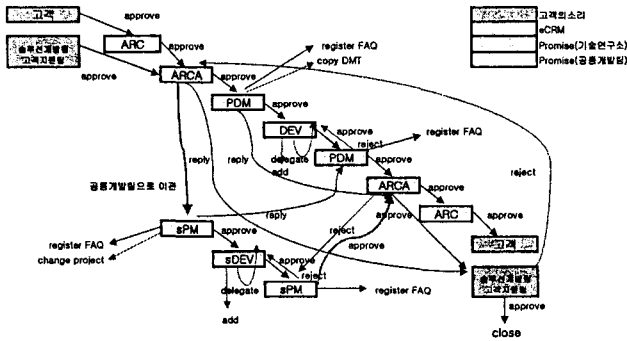 고객
approve
ARC
approve
솔루션개발팀
고객지원팀
approve
ARCA
approve
register FAQ
copy DMT
PDM
approve
DEV
approve
reject
register FAQ
delegate
add
PDM
approve
reply
reply
ARCA
approve
reject
공통개발팀으로 이관
reply
approve
ARC
approve
sPM
approve
reject
approve
고객
register FAQ
change project
sDEV
approve
reject
delegate
sPM
register FAQ
솔루션개발팀
고객지원팀
add
approve
close
고객의소리
eCRM
Promise(기술연구소)
Promise(공통개발팀)